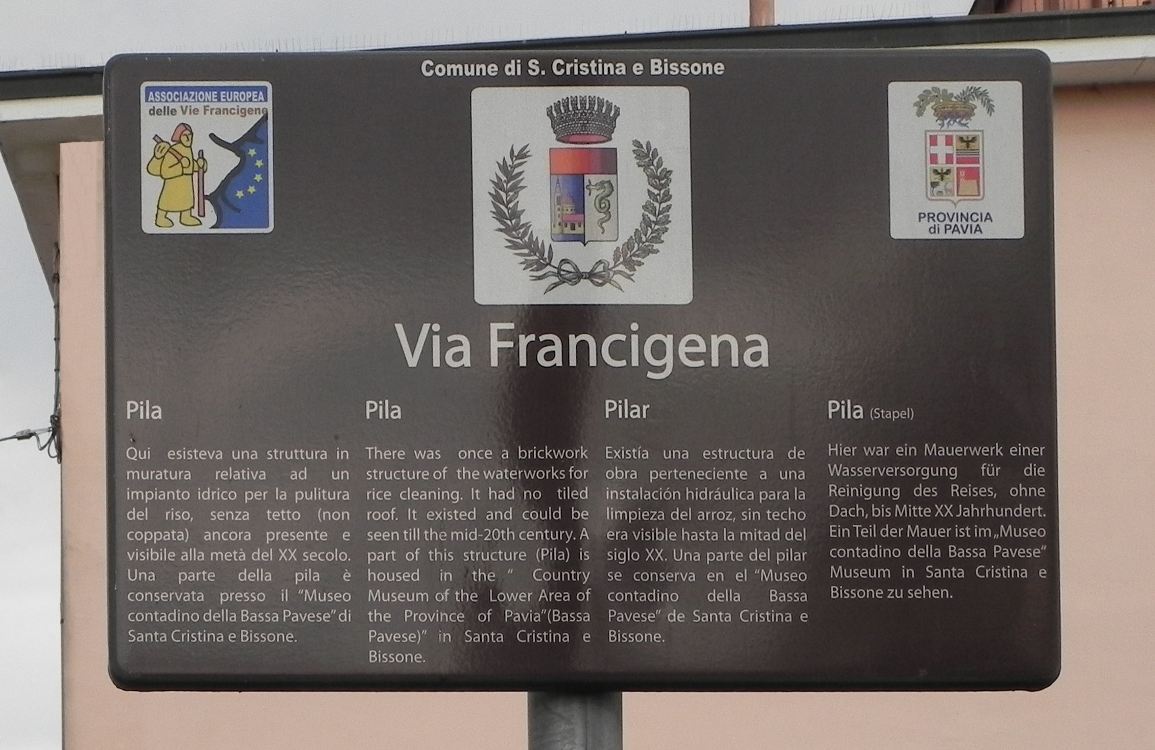 Comune di S. Cristina e Bissone
ASSOCIAZIONE EUROPEA
delle Vie Francigene
PROVINCIA
di PAVIA
Via Francigena
Pila
Qui esisteva una struttura in
muratura relativa ad un
impianto idrico per la pulitura
del riso, senza tetto (non
coppata) ancora presente e
visibile alla metà del XX secolo.
Una parte della pila è
conservata presso il "Museo
contadino della Bassa Pavese" di
Santa Cristina e Bissone.
Pila
There was once a brickwork
structure of the waterworks for
rice cleaning. It had no tiled
roof. It existed and could be
seen till the mid-20th century. A
part of this structure (Pila) is
housed in the " Country
Museum of the Lower Area of
the Province of Pavia"(Bassa
Pavese)" in Santa Cristina e
Bissone.
Pilar
Existía una estructura de
obra perteneciente a una
instalación hidráulica para la
limpieza del arroz, sin techo
era visible hasta la mitad del
siglo XX. Una parte del pilar
se conserva en el "Museo
contadino della Bassa
Pavese" de Santa Cristina e
Bissone.
Pila (Stapel)
Hier war ein Mauerwerk einer
Wasserversorgung für die
Reinigung des Reises, ohne
Dach, bis Mitte XX Jahrhundert.
Ein Teil der Mauer ist im „Museo
contadino della Bassa Pavese"
Museum in Santa Cristina e
Bissone zu sehen.